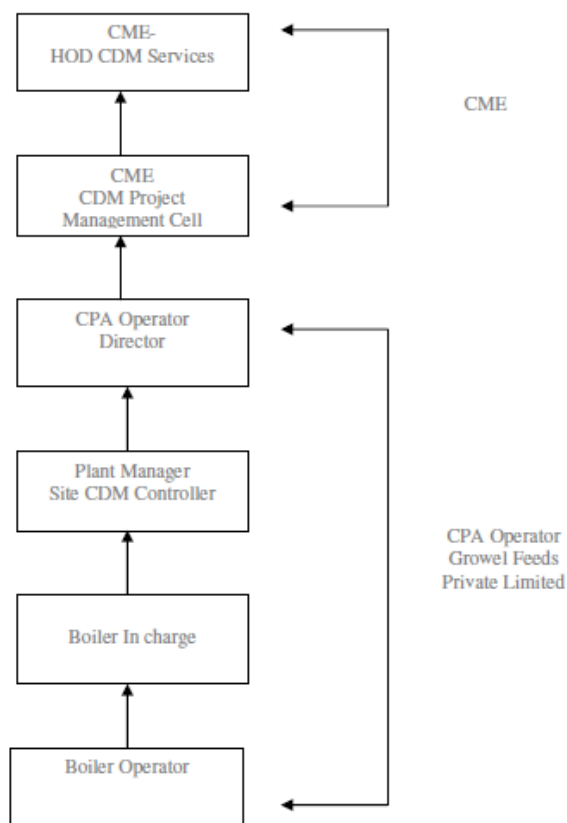 CME-
HOD CDM Services
CME
CME
CDM Project
Management Cell
CPA Operator
Director
Plant Manager
Site CDM Controller
CPA Operator
Growel Feeds
Private Limited
Boiler In charge
Boiler Operator